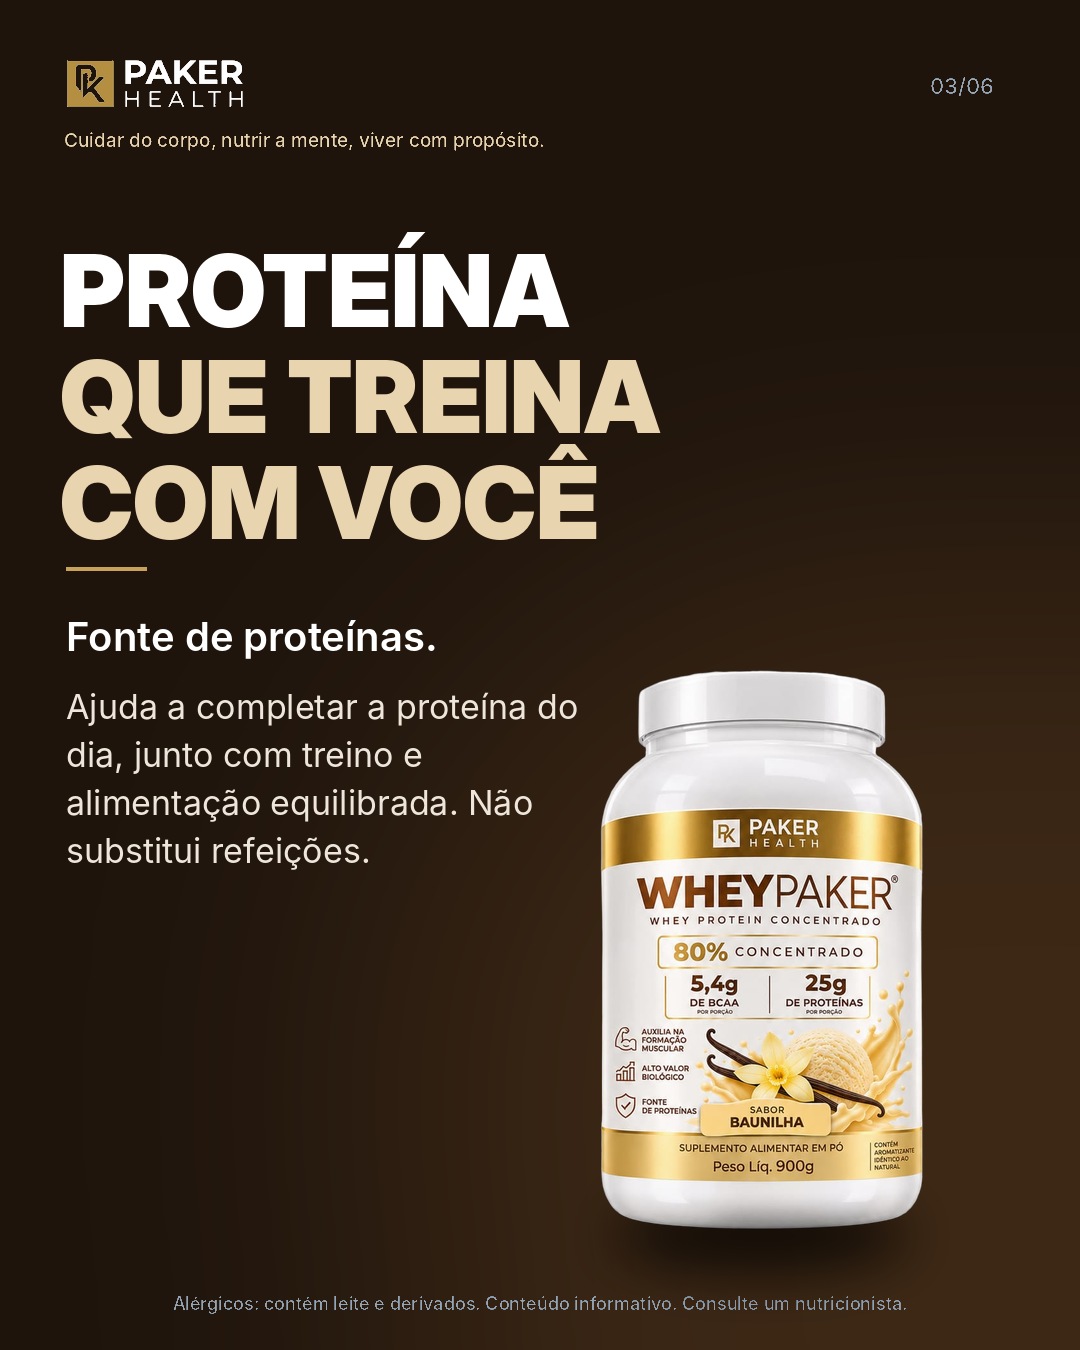 PAKER
HEALTH
03/06
Cuidar do corpo, nutrir a mente, viver com propósito.
PROTEÍNA
QUE TREINA
COM VOCÊ
Fonte de proteínas.
Ajuda a completar a proteína do
dia, junto com treino e
alimentação equilibrada. Não
substitui refeições.
PAKER
HEALTH
WHEYPAKER®
WHEY PROTEIN CONCENTRADO
80% CONCENTRADO
5,4g
DE BCAA
POR PORÇÃO
25g
DE PROTEÍNAS
POR PORÇÃO
AUXILIA NA
FORMAÇÃO
MUSCULAR
ALTO VALOR
BIOLÓGICO
FONTE
DE PROTEÍNAS
SABOR
BAUNILHA
SUPLEMENTO ALIMENTAR EM PÓ
Peso Líq. 900g
CONTÉM
AROMATIZANTE
IDÊNTICO AO
NATURAL
Alérgicos: contém leite e derivados. Conteúdo informativo. Consulte um nutricionista.